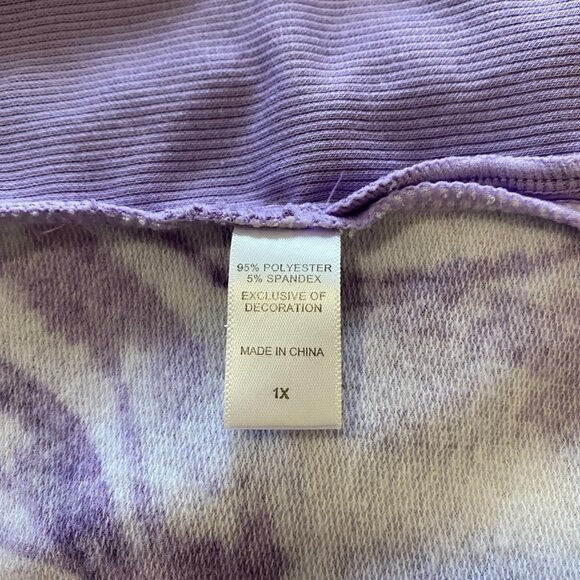 95% POLYESTER
5% SPANDEX
EXCLUSIVE OF
DECORATION
MADE IN CHINA
1X